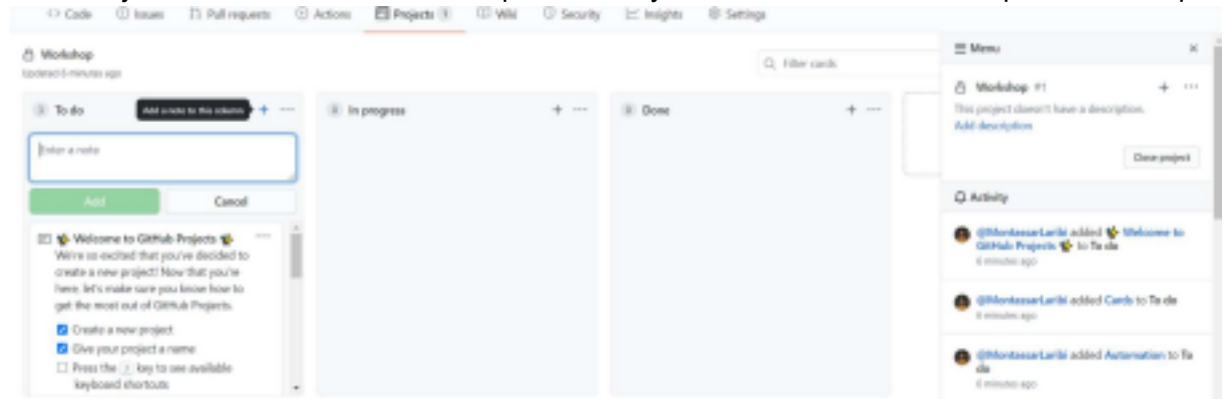 Code Issues Pull requests Actions Projects 1 Wiki Security Insights Settings
Workshop
Updated 6 minutes ago
Filter cards
To do
Add a note to this column
In progress
Done
Enter a note
Add Cancel
Welcome to GitHub Projects
We're so excited that you've decided to
create a new project! Now that you're
here, let's make sure you know how to
get the most out of GitHub Projects.
Create a new project
Give your project a name
Press the ? key to see available
keyboard shortcuts
Menu
Workshop #1
This project doesn't have a description.
Add description
Close project
Activity
@MontassarLaribi added Welcome to
GitHub Projects to To do
6 minutes ago
@MontassarLaribi added Cards to To do
6 minutes ago
@MontassarLaribi added Automation to To
do
6 minutes ago